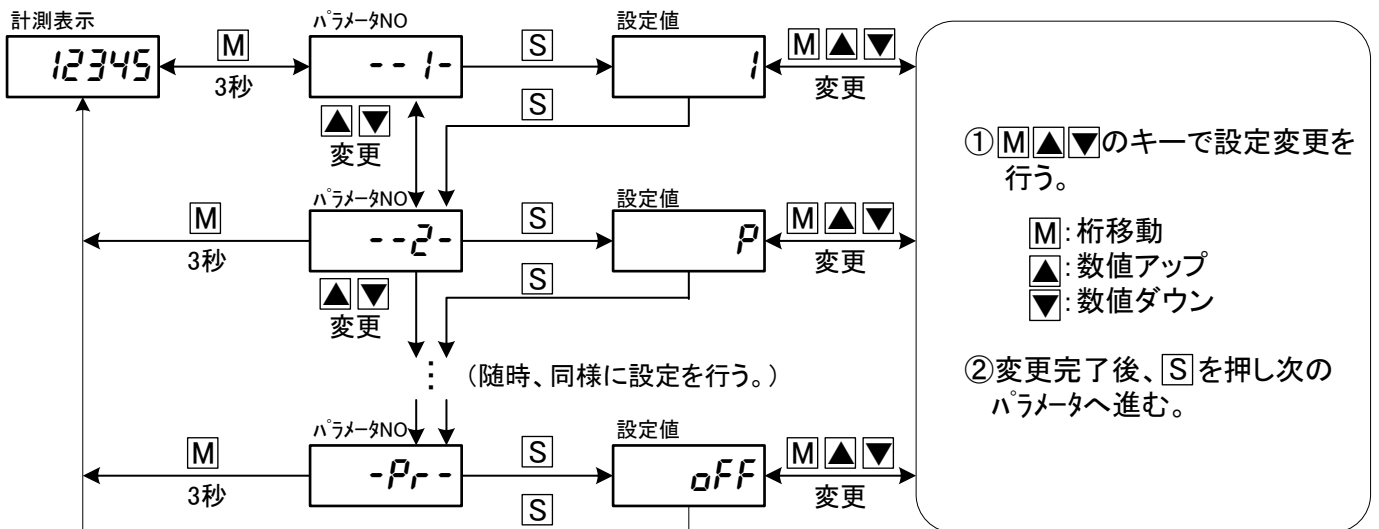 計測表示
パラメータNO
設定値
12345
M
3秒
--1-
S
1
M▲▼
変更
▲▼
変更
S
パラメータNO
設定値
M
3秒
--2-
S
P
M▲▼
変更
▲▼
変更
S
⋮ (随時、同様に設定を行う。)
パラメータNO
設定値
M
3秒
-Pr-
S
oFF
M▲▼
変更
S
①M▲▼のキーで設定変更を
行う。
M:桁移動
▲:数値アップ
▼:数値ダウン
②変更完了後、Sを押し次の
パラメータへ進む。